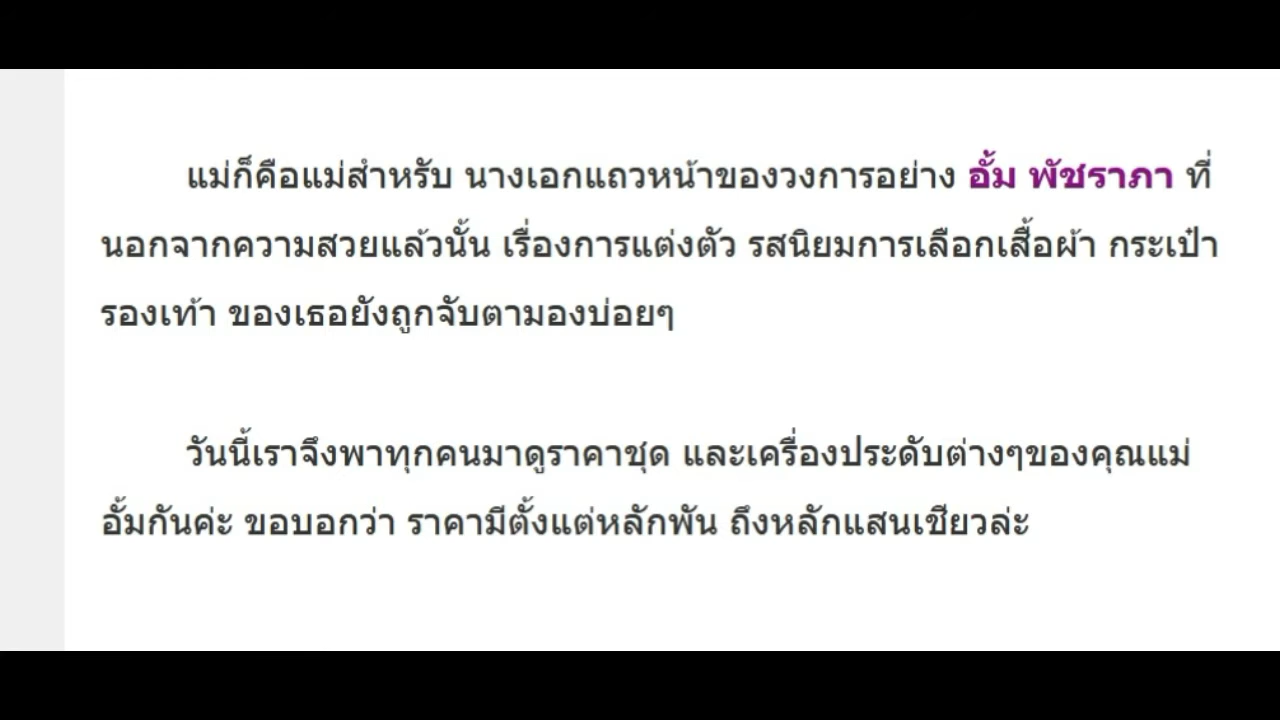 แม่ก็คือแม่สำหรับ นางเอกแถวหน้าของวงการอย่าง อั้ม พัชราภา ที่
นอกจากความสวยแล้วนั้น เรื่องการแต่งตัว รสนิยมการเลือกเสื้อผ้า กระเป๋า
รองเท้า ของเธอยังถูกจับตามองบ่อยๆ
วันนี้เราจึงพาทุกคนมาดูราคาชุด และเครื่องประดับต่างๆของคุณแม่
อั้มกันค่ะ ขอบอกว่า ราคามีตั้งแต่หลักพัน ถึงหลักแสนเชียวล่ะ